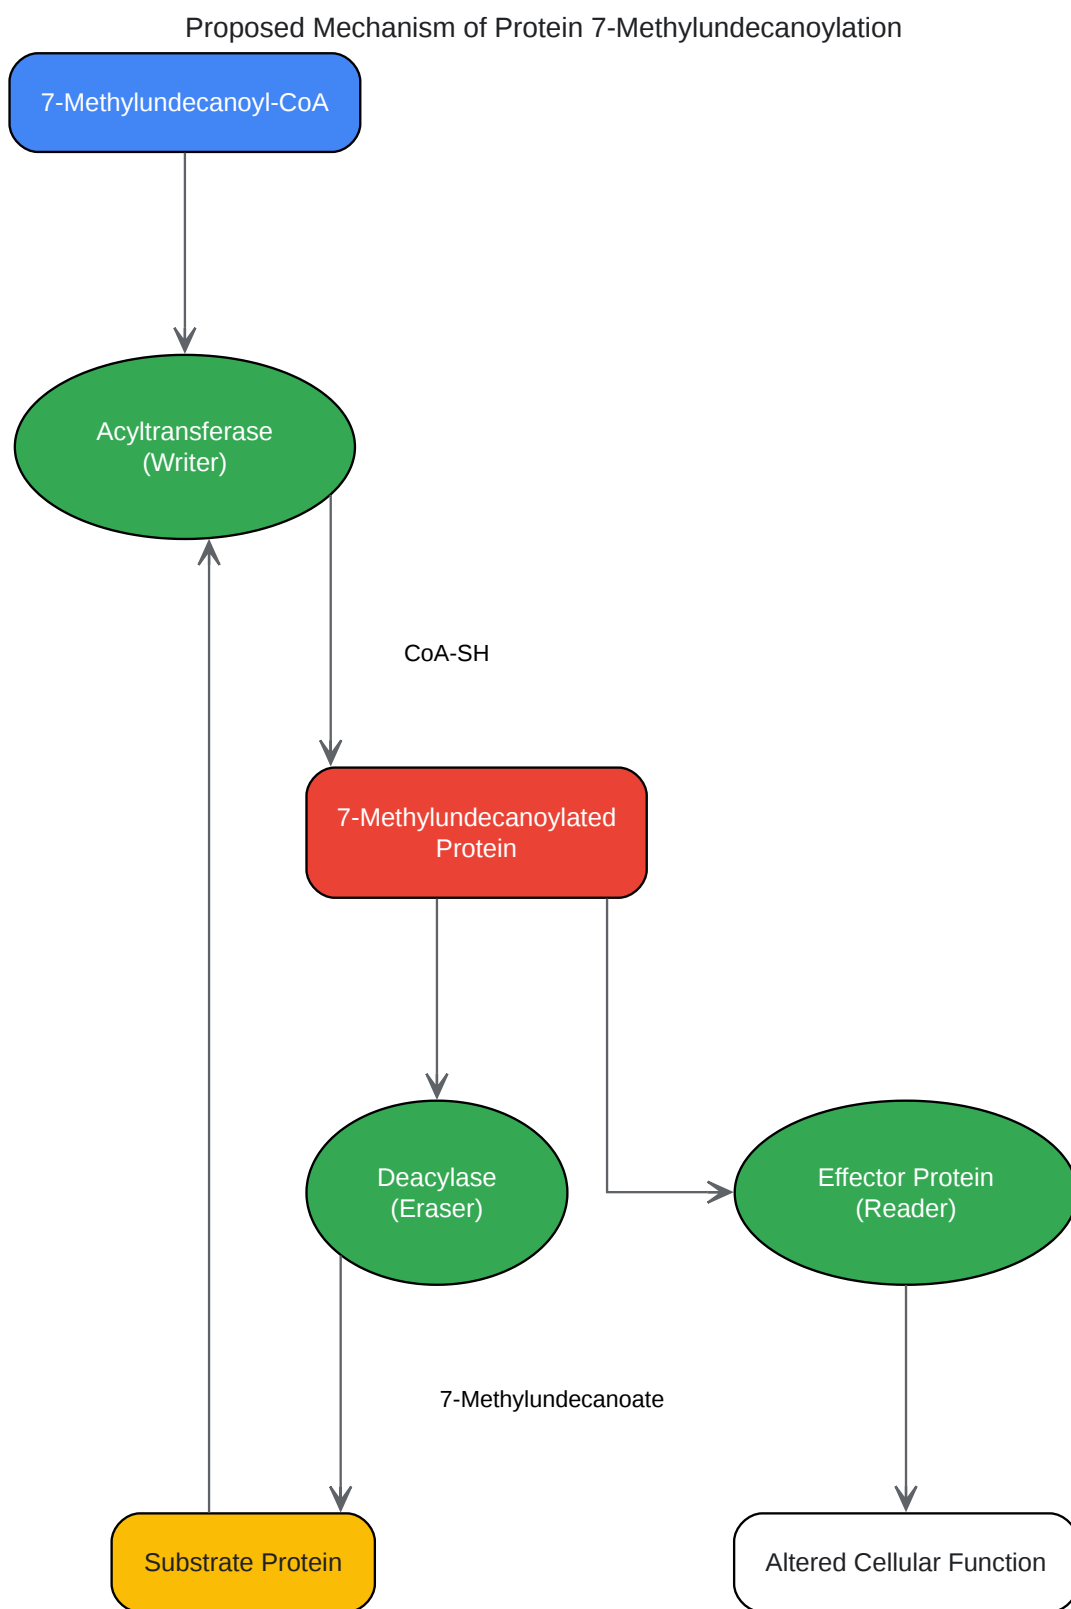 Proposed Mechanism of Protein 7-Methylundecanoylation
7-Methylundecanoyl-CoA
Acyltransferase
(Writer)
CoA-SH
7-Methylundecanoylated
Protein
Deacylase
(Eraser)
Effector Protein
(Reader)
7-Methylundecanoate
Substrate Protein
Altered Cellular Function